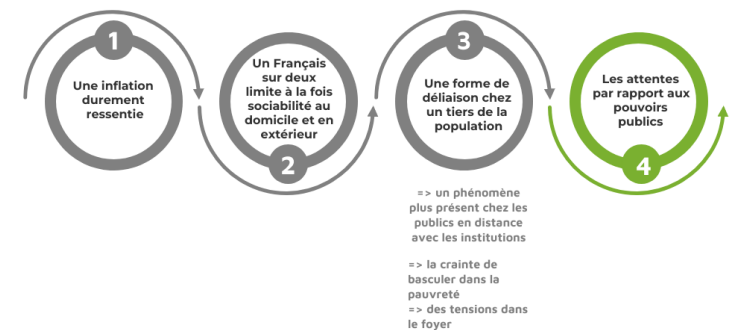 1
Une inflation
durement
ressentie
Un Français
sur deux
limite à la fois
sociabilité au
domicile et en
extérieur
2
3
Une forme de
déliaison chez
un tiers de la
population
=> un phénomène
plus présent chez les
publics en distance
avec les institutions
=> la crainte de
basculer dans la
pauvreté
=> des tensions dans
le foyer
Les attentes
par rapport aux
pouvoirs
publics
4